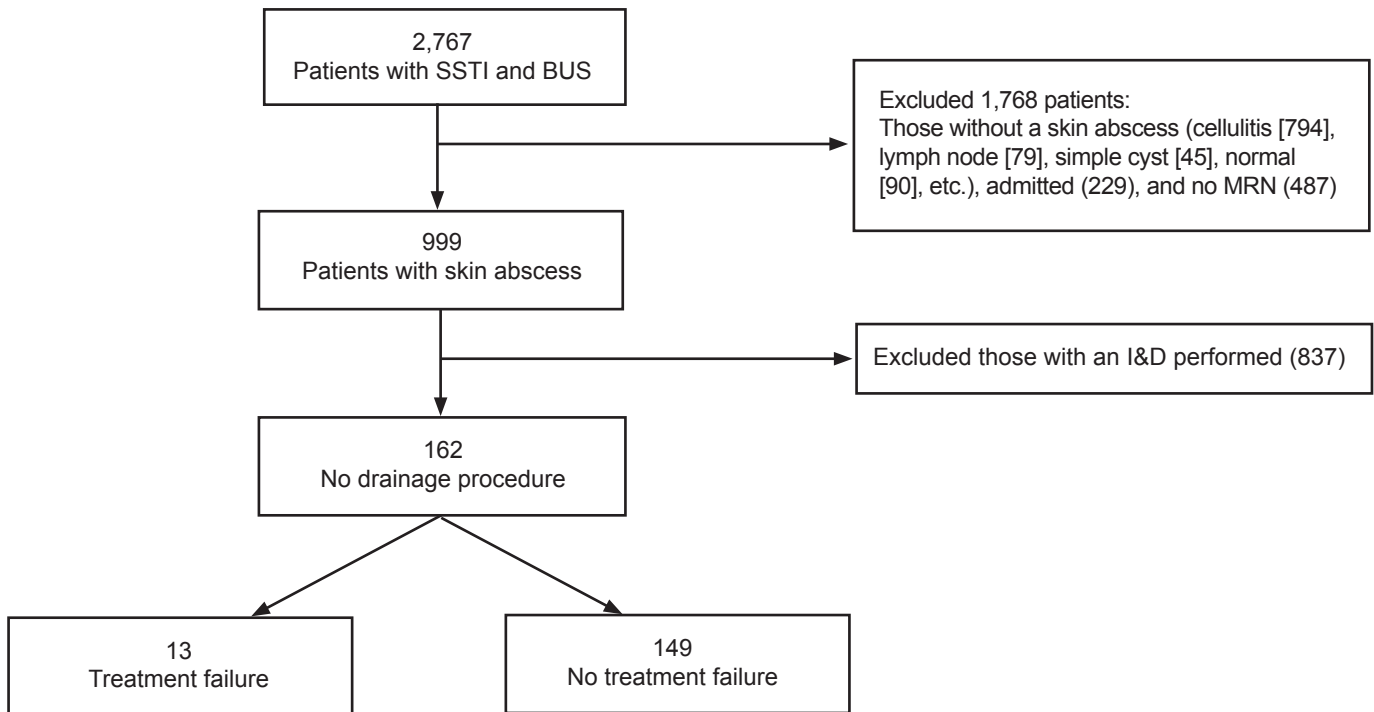 2,767
Patients with SSTI and BUS
Excluded 1,768 patients:
Those without a skin abscess (cellulitis [794],
lymph node [79], simple cyst [45], normal
[90], etc.), admitted (229), and no MRN (487)
999
Patients with skin abscess
Excluded those with an I&D performed (837)
162
No drainage procedure
13
Treatment failure
149
No treatment failure